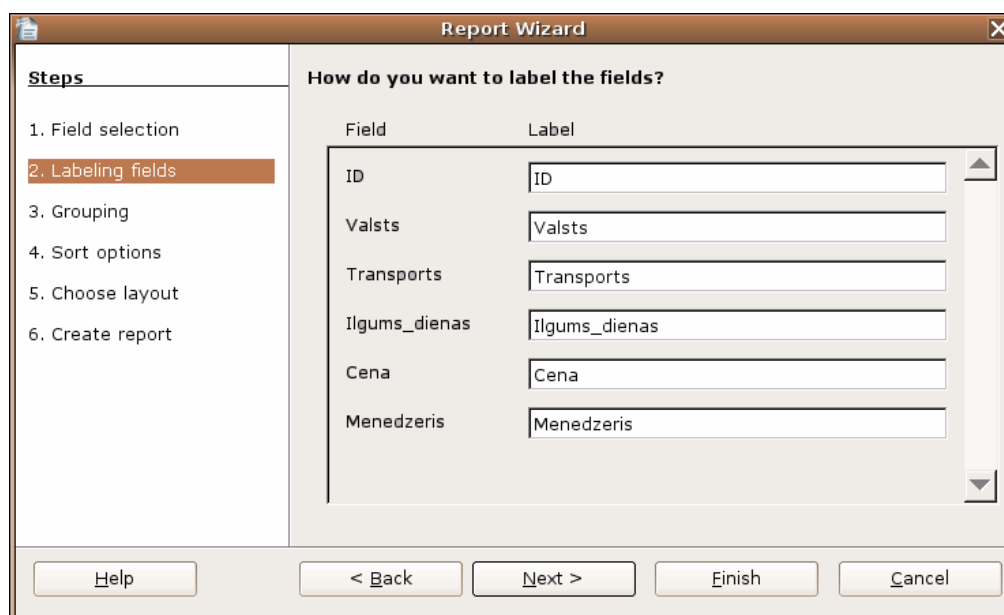 Report Wizard
Steps
1. Field selection
2. Labeling fields
3. Grouping
4. Sort options
5. Choose layout
6. Create report
How do you want to label the fields?
Field Label
ID ID
Valsts Valsts
Transports Transports
Ilgums_dienas Ilgums_dienas
Cena Cena
Menedzeris Menedzeris
Help < Back Next > Finish Cancel